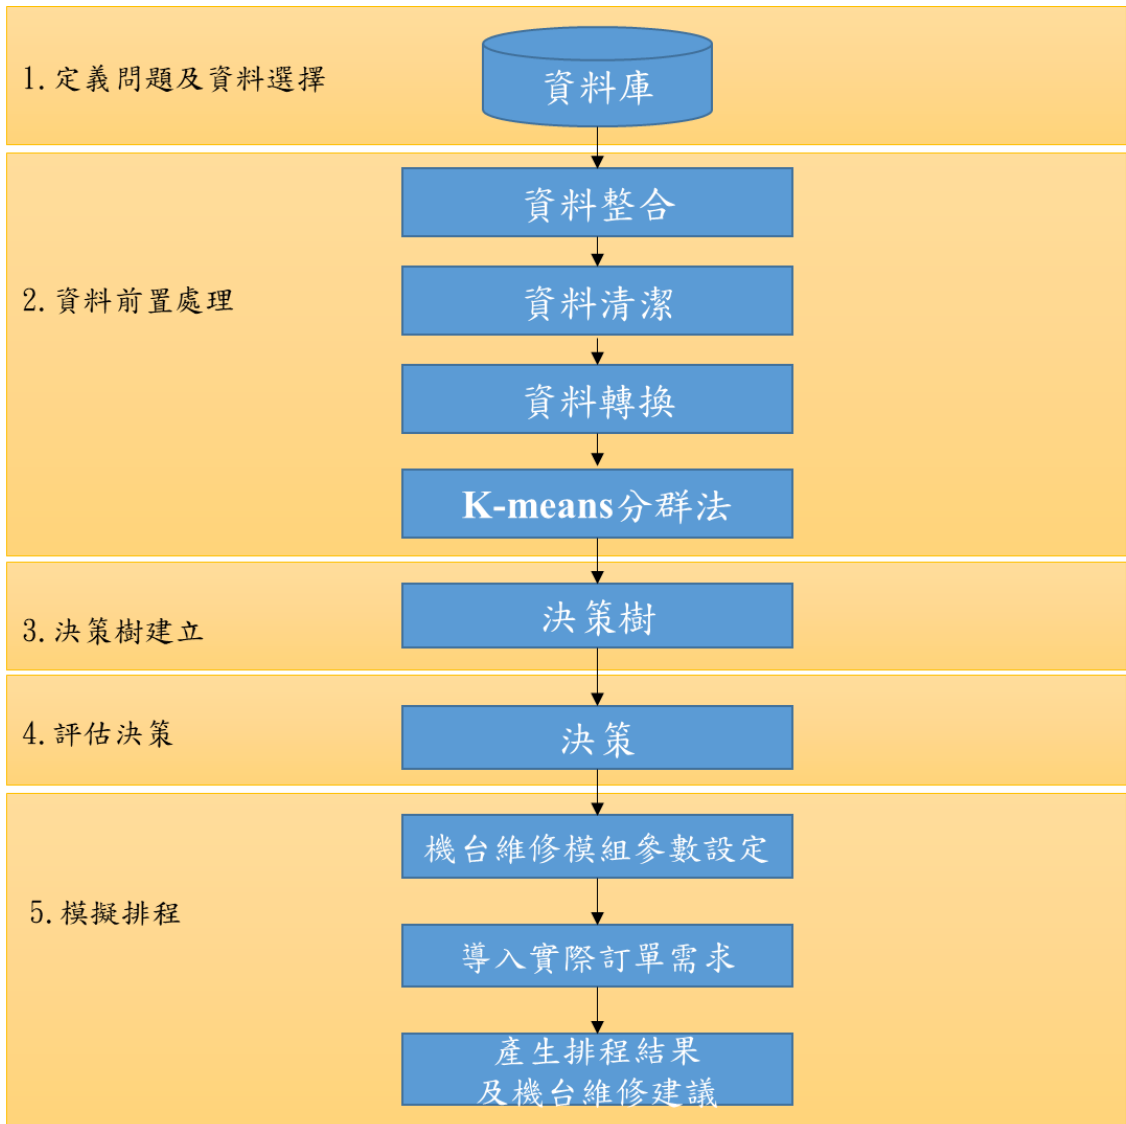 1.定義問題及資料選擇
資料庫
資料整合
2.資料前置處理
資料清潔
資料轉換
K-means分群法
3.決策樹建立
決策樹
4.評估決策
決策
機台維修模組參數設定
5.模擬排程
導入實際訂單需求
產生排程結果
及機台維修建議